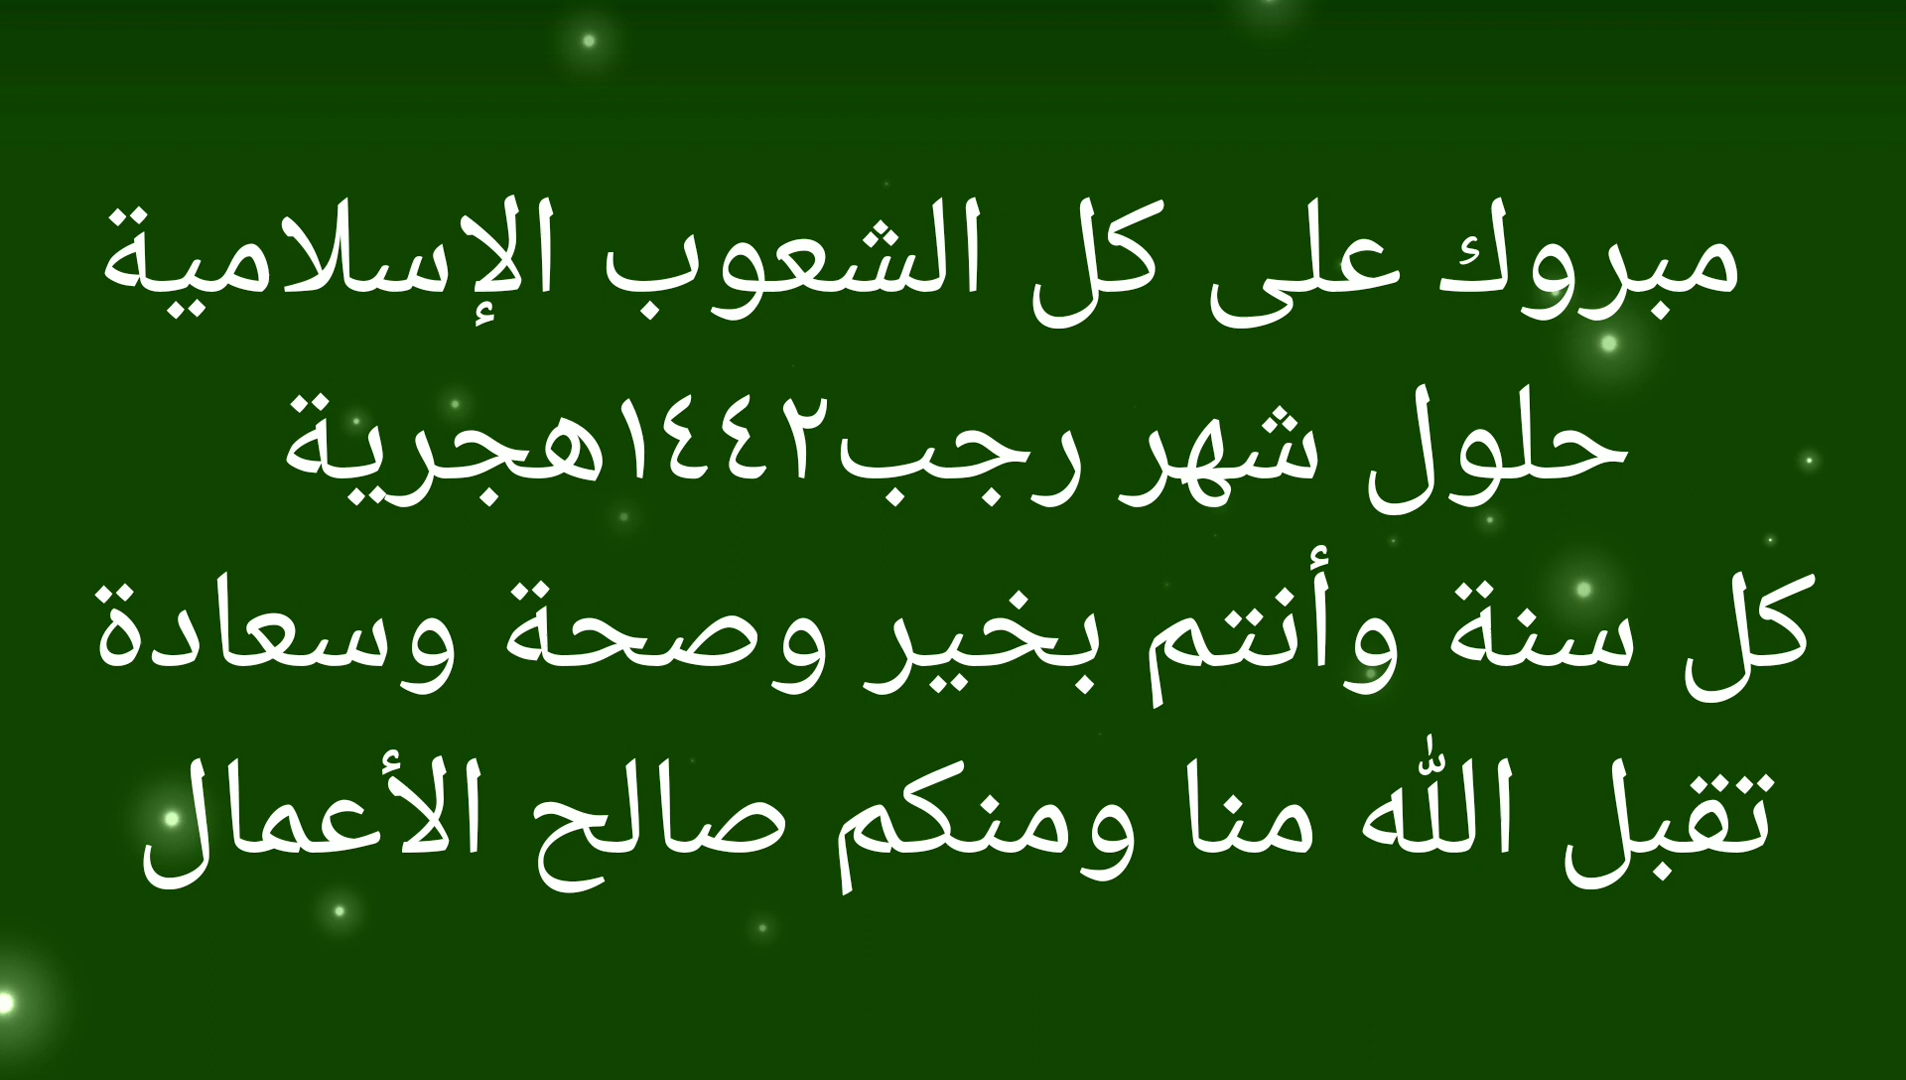 مبروك على كل الشعوب الإسلامية
حلول شهر رجب١٤٤٢هجرية
كل سنة وأنتم بخير وصحة وسعادة
تقبل الله منا ومنكم صالح الأعمال